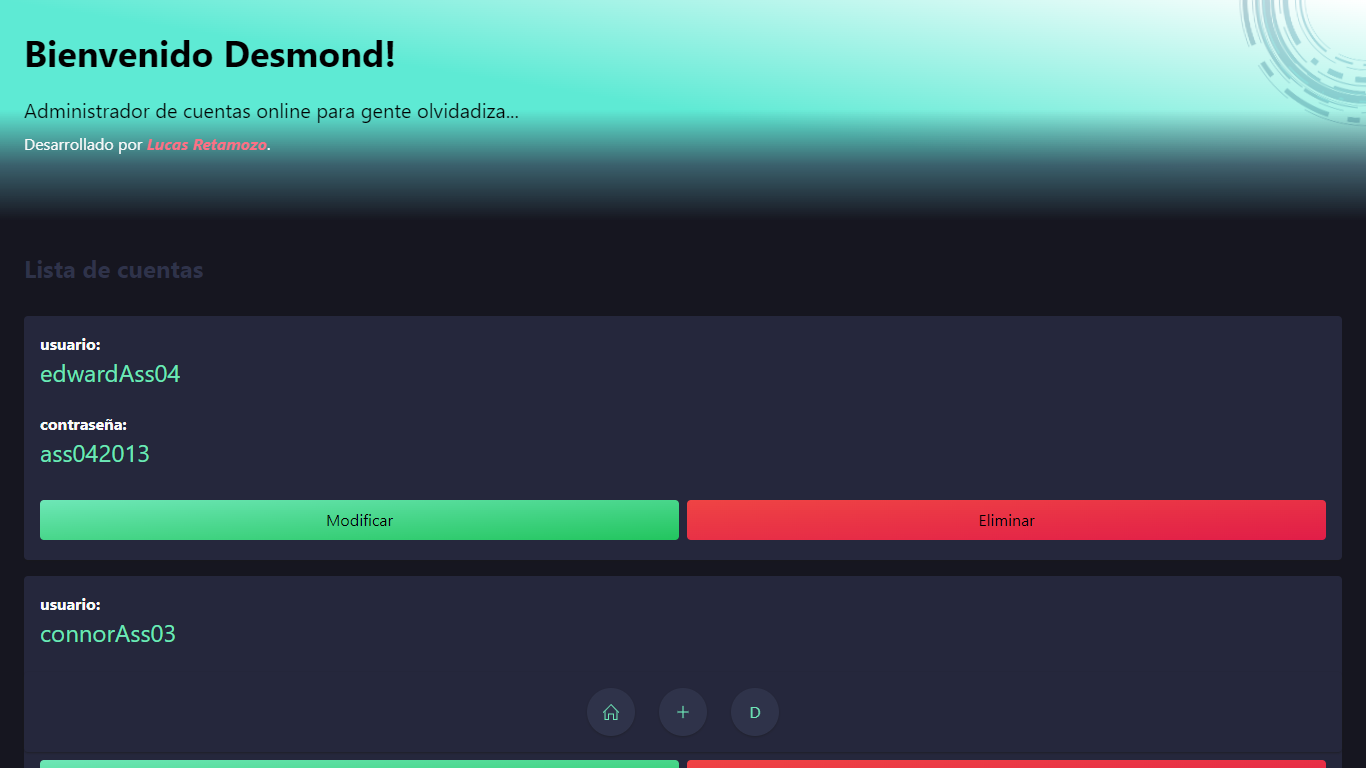 Bienvenido Desmond!
Administrador de cuentas online para gente olvidadiza...
Desarrollado por Lucas Retamozo.
Lista de cuentas
usuario:
edwardAss04
contraseña:
ass042013
Modificar Eliminar
usuario:
connorAss03
D